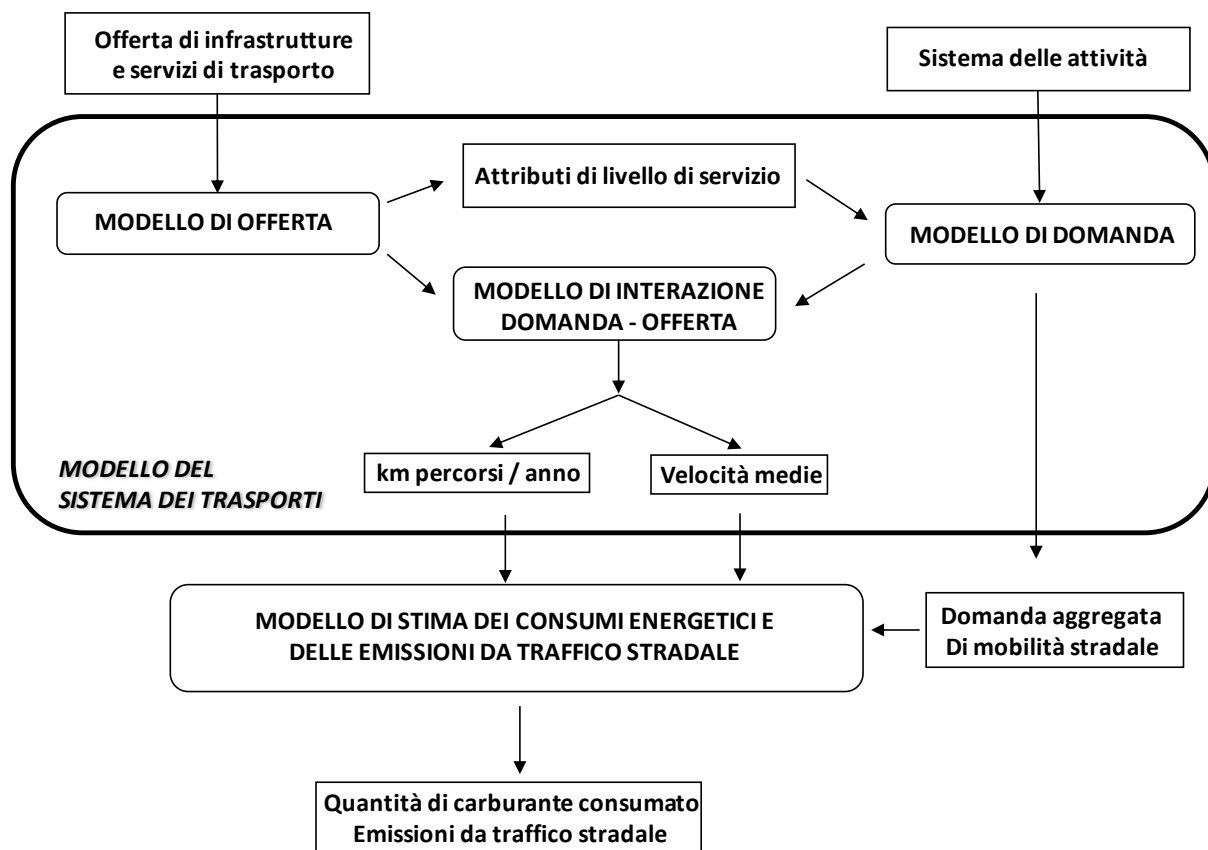 Offerta di infrastrutture
e servizi di trasporto
Sistema delle attività
Attributi di livello di servizio
MODELLO DI OFFERTA
MODELLO DI DOMANDA
MODELLO DI INTERAZIONE
DOMANDA - OFFERTA
km percorsi / anno
Velocità medie
MODELLO DEL
SISTEMA DEI TRASPORTI
MODELLO DI STIMA DEI CONSUMI ENERGETICI E
DELLE EMISSIONI DA TRAFFICO STRADALE
Domanda aggregata
Di mobilità stradale
Quantità di carburante consumato
Emissioni da traffico stradale